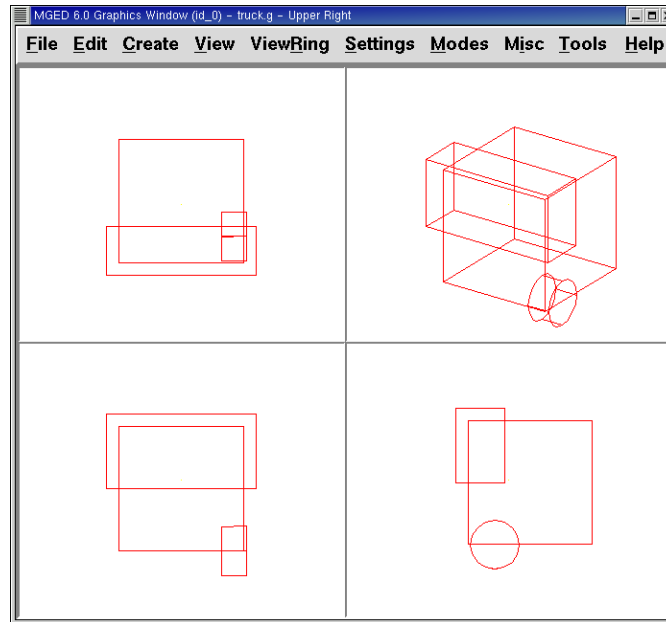 MGED 6.0 Graphics Window (id_0) - truck.g - Upper Right
File Edit Create View ViewRing Settings Modes Misc Tools Help